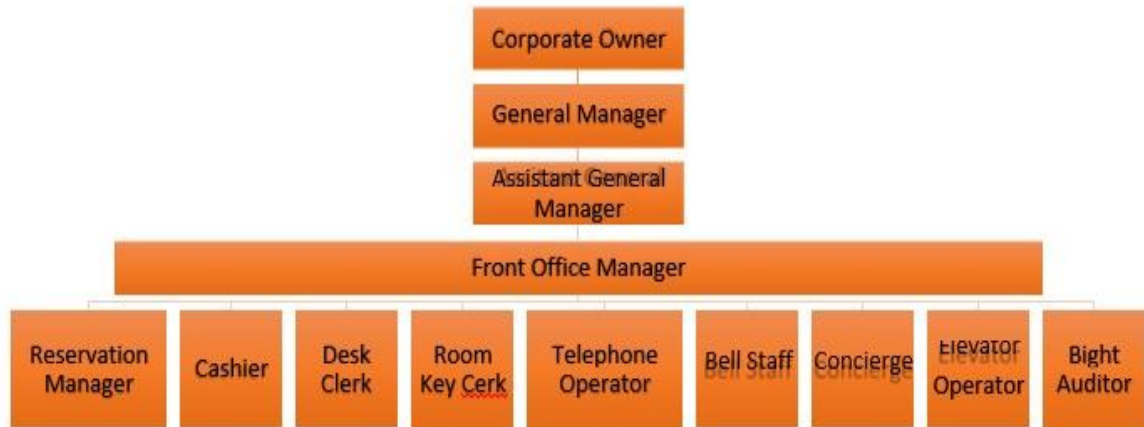 Corporate Owner
General Manager
Assistant General
Manager
Front Office Manager
Reservation
Manager
Cashier
Desk
Clerk
Room
Key Cerk
Telephone
Operator
Bell Staff
Concierge
Elevator
Operator
Bight
Auditor